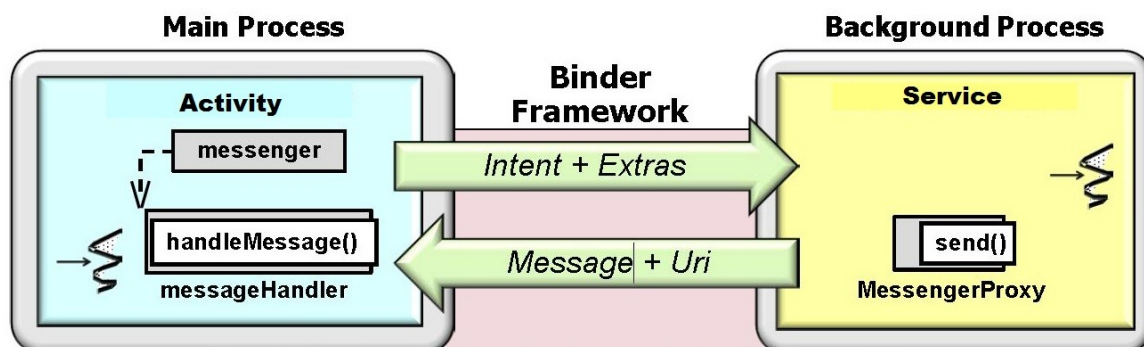 Main Process
Background Process
Binder
Framework
Activity
Service
messenger
Intent + Extras
handleMessage()
send()
Message + Uri
messageHandler
MessengerProxy